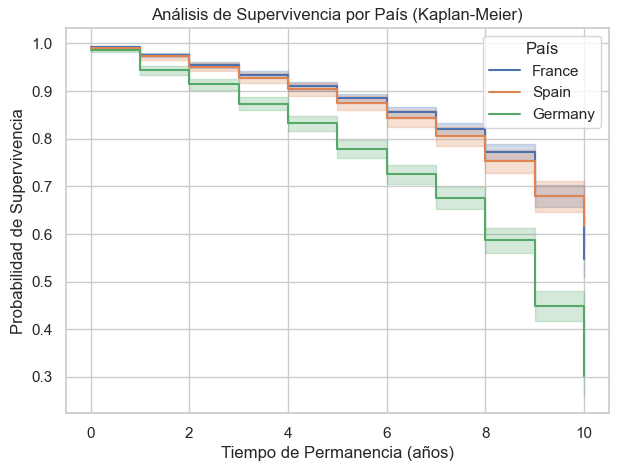 Análisis de Supervivencia por País (Kaplan-Meier)
País
France
Spain
Germany
1.0
0.9
0.8
0.7
0.6
0.5
0.4
0.3
Probabilidad de Supervivencia
0 2 4 6 8 10
Tiempo de Permanencia (años)